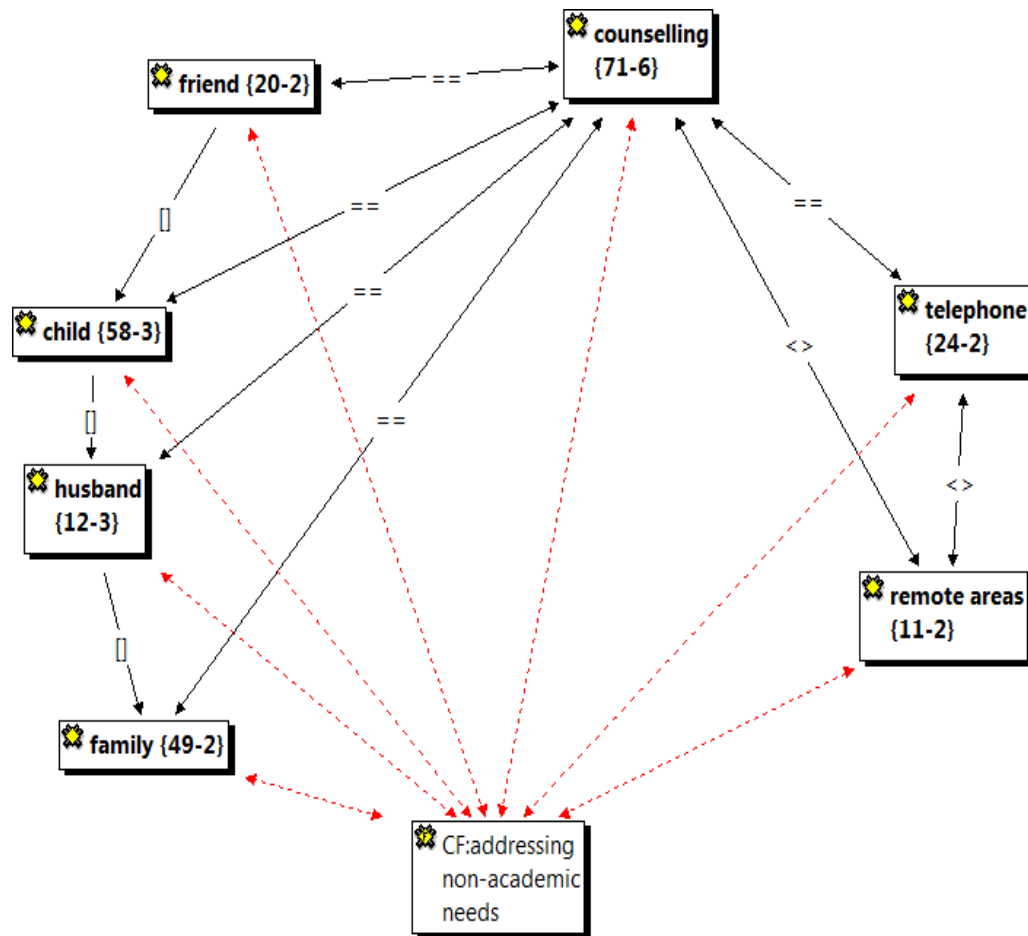 counselling
{71-6}
friend {20-2}
==
[]
==
==
==
telephone
{24-2}
child {58-3}
<>
==
[]
husband
{12-3}
<>
remote areas
{11-2}
[]
family {49-2}
CF:addressing
non-academic
needs